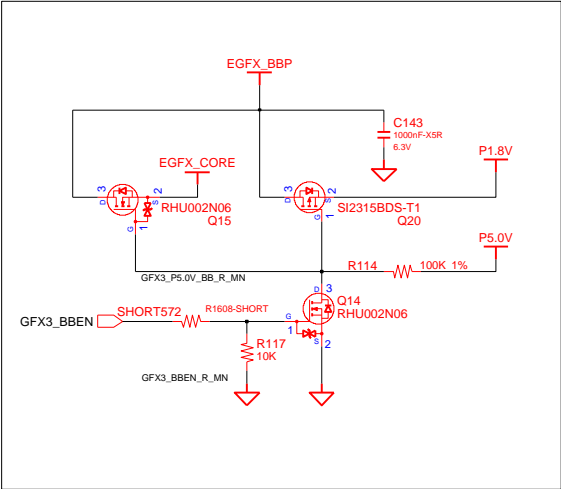 EGFX_BBP
C143
1000nF-X5R
6.3V
P1.8V
EGFX_CORE
3
D
S
2
G
1
RHU002N06
Q15
3
D
S
2
G
1
SI2315BDS-T1
Q20
P5.0V
GFX3_P5.0V_BB_R_MN
R114
100K 1%
D
3
Q14
RHU002N06
GFX3_BBEN
SHORT572
R1608-SHORT
G
1
S
2
R117
10K
GFX3_BBEN_R_MN